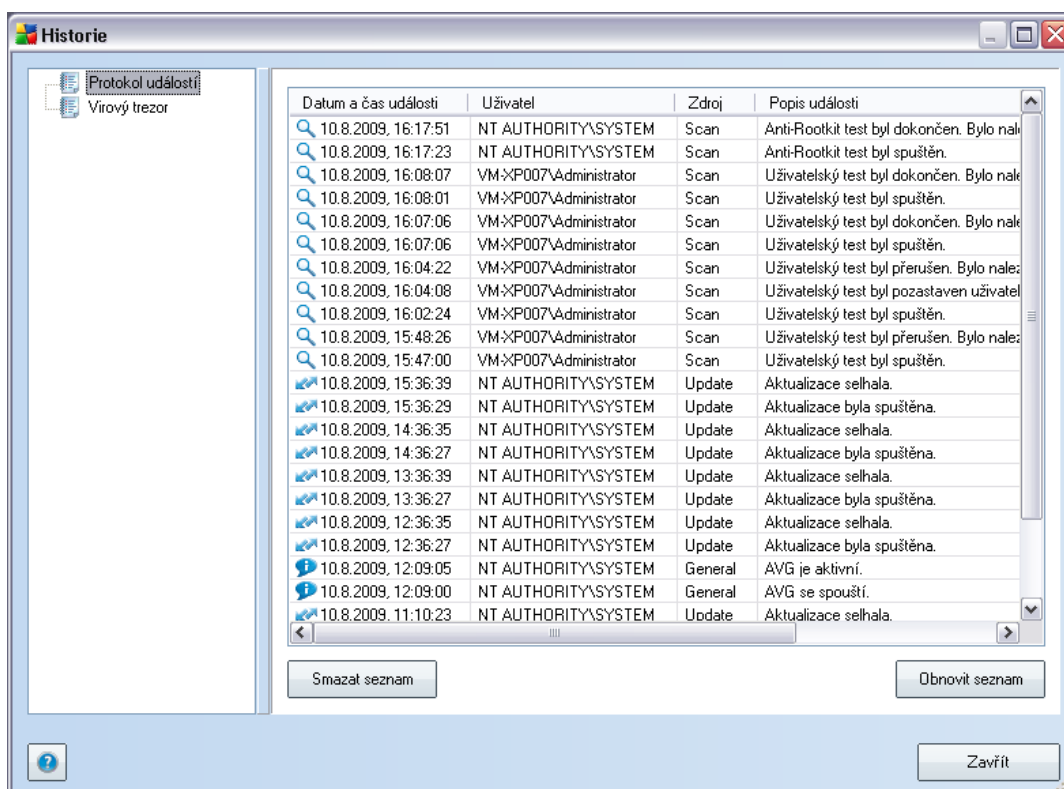 Historie
Protokol událostí
Virový trezor
Datum a čas události Uživatel Zdroj Popis události
10.8.2009, 16:17:51 NT AUTHORITY\SYSTEM Scan Anti-Rootkit test byl dokončen. Bylo nal
10.8.2009, 16:17:23 NT AUTHORITY\SYSTEM Scan Anti-Rootkit test byl spuštěn.
10.8.2009, 16:08:07 VM-XP007\Administrator Scan Uživatelský test byl dokončen. Bylo nale
10.8.2009, 16:08:01 VM-XP007\Administrator Scan Uživatelský test byl spuštěn.
10.8.2009, 16:07:06 VM-XP007\Administrator Scan Uživatelský test byl dokončen. Bylo nale
10.8.2009, 16:07:06 VM-XP007\Administrator Scan Uživatelský test byl spuštěn.
10.8.2009, 16:04:22 VM-XP007\Administrator Scan Uživatelský test byl přerušen. Bylo nalez
10.8.2009, 16:04:08 VM-XP007\Administrator Scan Uživatelský test byl pozastaven uživatel
10.8.2009, 16:02:24 VM-XP007\Administrator Scan Uživatelský test byl spuštěn.
10.8.2009, 15:48:26 VM-XP007\Administrator Scan Uživatelský test byl přerušen. Bylo nalez
10.8.2009, 15:47:00 VM-XP007\Administrator Scan Uživatelský test byl spuštěn.
10.8.2009, 15:36:39 NT AUTHORITY\SYSTEM Update Aktualizace selhala.
10.8.2009, 15:36:29 NT AUTHORITY\SYSTEM Update Aktualizace byla spuštěna.
10.8.2009, 14:36:35 NT AUTHORITY\SYSTEM Update Aktualizace selhala.
10.8.2009, 14:36:27 NT AUTHORITY\SYSTEM Update Aktualizace byla spuštěna.
10.8.2009, 13:36:39 NT AUTHORITY\SYSTEM Update Aktualizace selhala.
10.8.2009, 13:36:27 NT AUTHORITY\SYSTEM Update Aktualizace byla spuštěna.
10.8.2009, 12:36:35 NT AUTHORITY\SYSTEM Update Aktualizace selhala.
10.8.2009, 12:36:27 NT AUTHORITY\SYSTEM Update Aktualizace byla spuštěna.
10.8.2009, 12:09:05 NT AUTHORITY\SYSTEM General AVG je aktivní.
10.8.2009, 12:09:00 NT AUTHORITY\SYSTEM General AVG se spouští.
10.8.2009, 11:10:23 NT AUTHORITY\SYSTEM Update Aktualizace selhala.
Smazat seznam Obnovit seznam
Zavřít